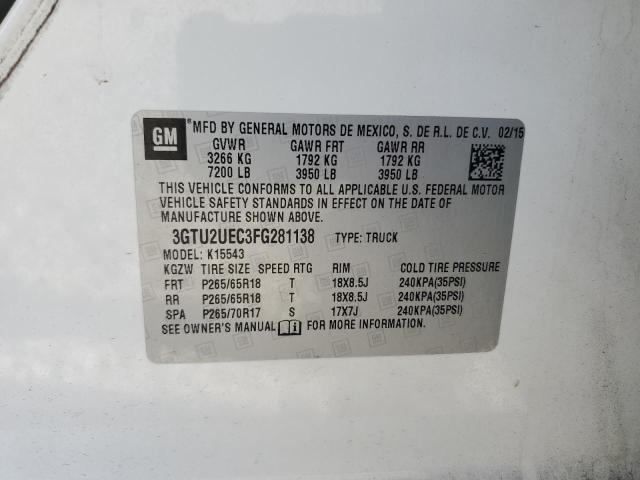 GM MFD BY GENERAL MOTORS DE MEXICO, S. DE R.L. DE C.V. 02/15
GVWR GAWR FRT GAWR RR
3266 KG 1792 KG 1792 KG
7200 LB 3950 LB 3950 LB
THIS VEHICLE CONFORMS TO ALL APPLICABLE U.S. FEDERAL MOTOR
VEHICLE SAFETY STANDARDS IN EFFECT ON THE DATE OF
MANUFACTURE SHOWN ABOVE.
3GTU2UEC3FG281138 TYPE: TRUCK
MODEL: K15543
KGZW TIRE SIZE SPEED RTG RIM COLD TIRE PRESSURE
FRT P265/65R18 T 18X8.5J 240KPA(35PSI)
RR P265/65R18 T 18X8.5J 240KPA(35PSI)
SPA P265/70R17 S 17X7J 240KPA(35PSI)
SEE OWNER'S MANUAL FOR MORE INFORMATION.